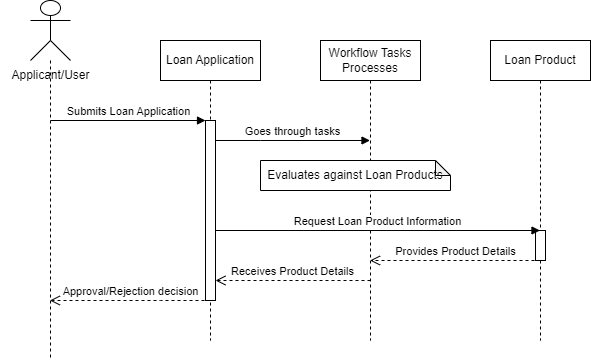 Applicant/User
Loan Application
Workflow Tasks
Processes
Loan Product
Submits Loan Application
Goes through tasks
Evaluates against Loan Products
Request Loan Product Information
Provides Product Details
Receives Product Details
Approval/Rejection decision